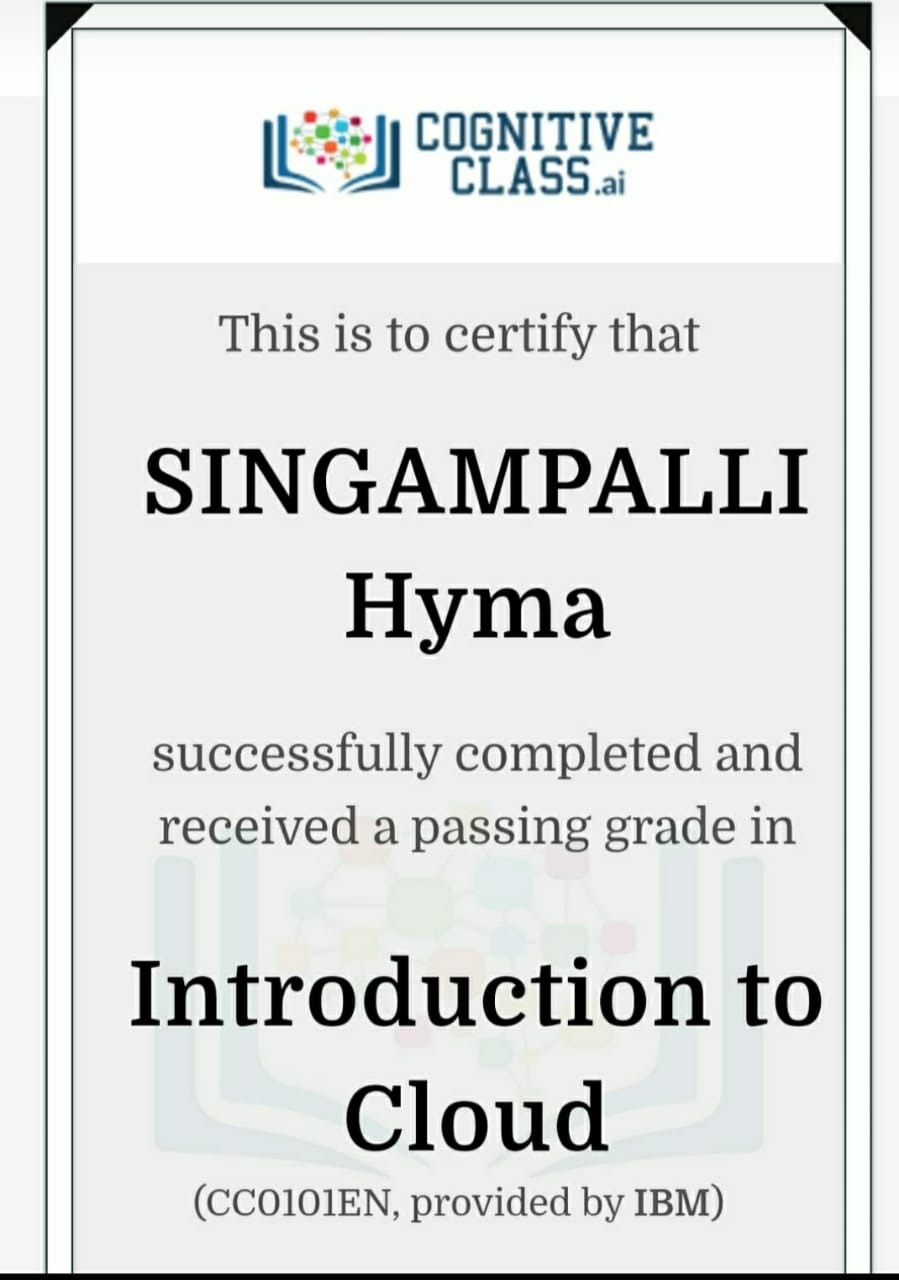 COGNITIVE
CLASS.ai
This is to certify that
SINGAMPALLI
Hyma
successfully completed and
received a passing grade in
Introduction to
Cloud
(CC0101EN, provided by IBM)